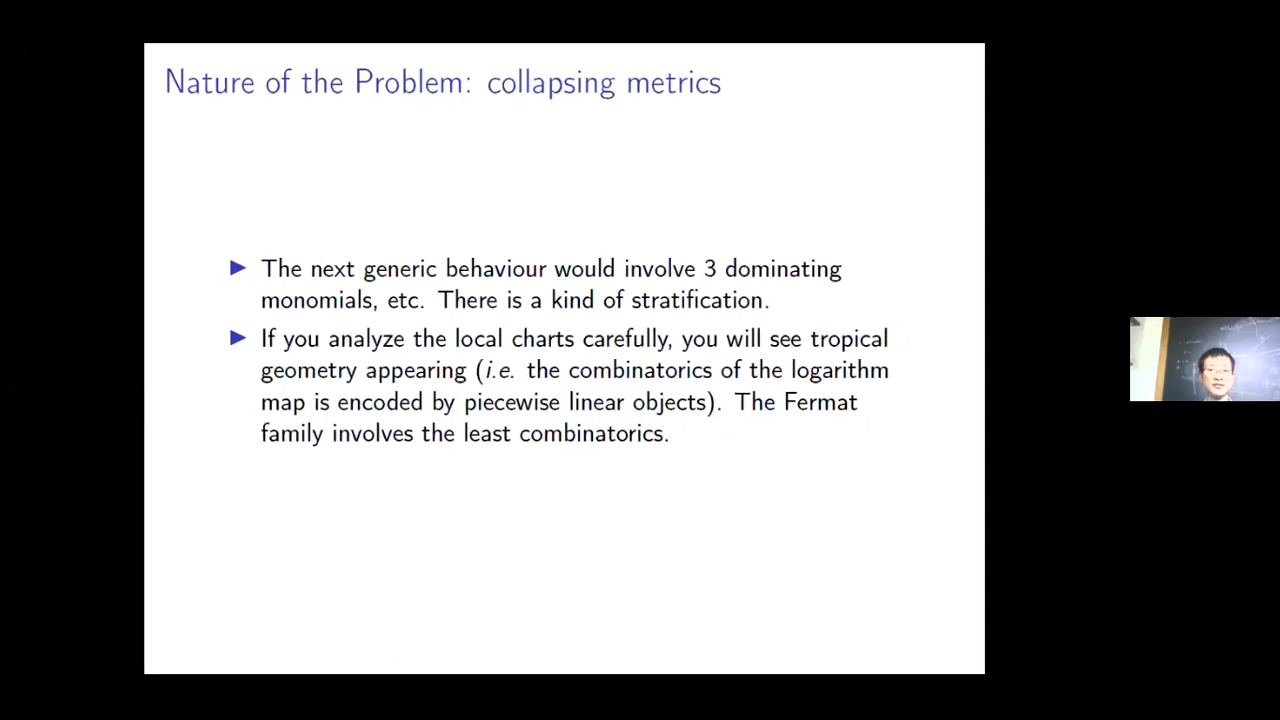 Nature of the Problem: collapsing metrics
▶ The next generic behaviour would involve 3 dominating
monomials, etc. There is a kind of stratification.
▶ If you analyze the local charts carefully, you will see tropical
geometry appearing (i.e. the combinatorics of the logarithm
map is encoded by piecewise linear objects). The Fermat
family involves the least combinatorics.